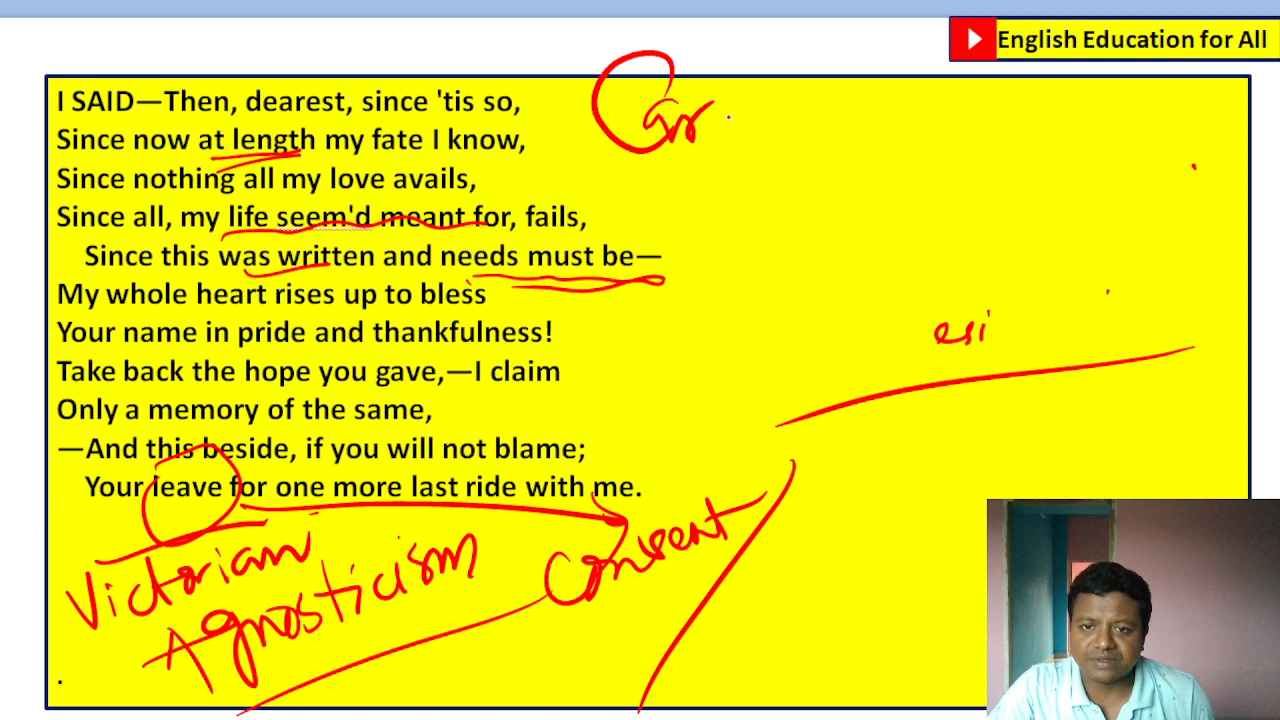 English Education for All
I SAID—Then, dearest, since 'tis so,
Since now at length my fate I know,
Since nothing all my love avails,
Since all, my life seem'd meant for, fails,
Since this was written and needs must be—
My whole heart rises up to bless
Your name in pride and thankfulness!
Take back the hope you gave,—I claim
Only a memory of the same,
—And this beside, if you will not blame;
Your leave for one more last ride with me.
Victorian
Agnosticism
Consent
.